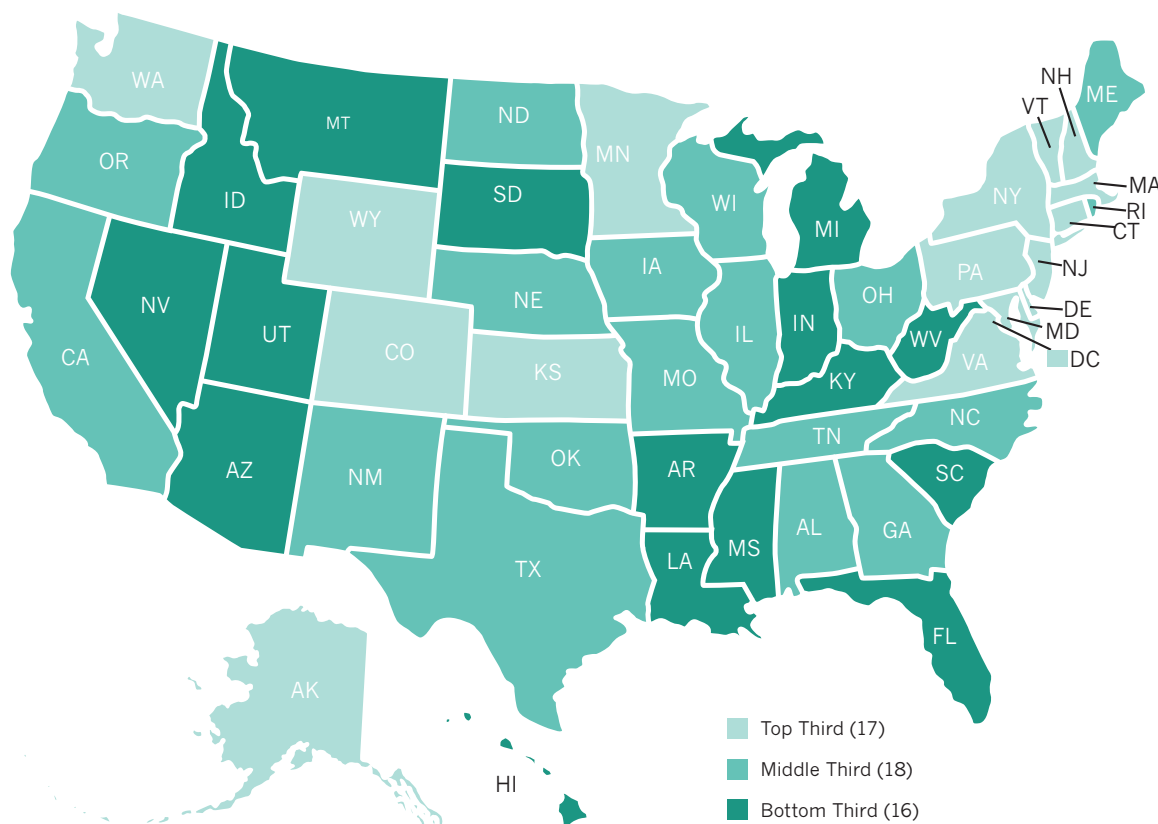 WA
MT
ND
MN
OR
ID
SD
WY
WI
MI
NH
VT
ME
NY
MA
RI
CT
PA
NJ
NV
UT
CO
NE
IA
IL
IN
OH
DE
MD
DC
WV
VA
CA
KS
MO
KY
AZ
NM
OK
AR
TN
NC
SC
TX
LA
MS
AL
GA
FL
AK
HI
Top Third (17)
Middle Third (18)
Bottom Third (16)